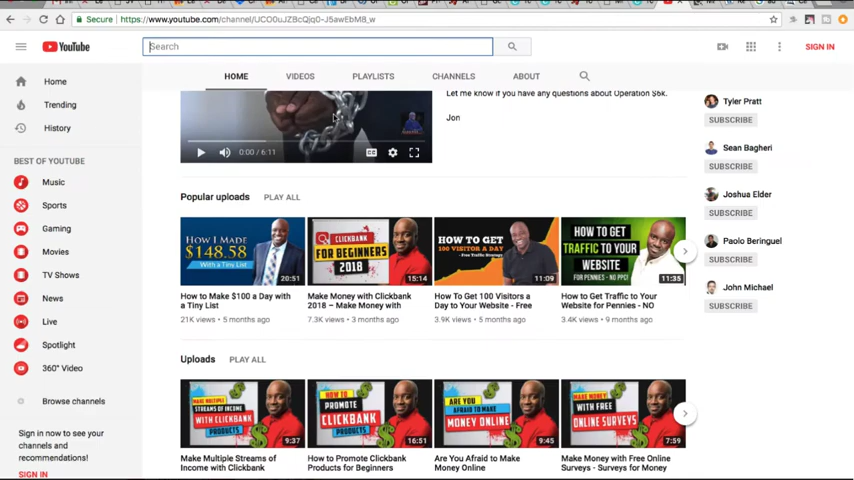 Secure https://www.youtube.com/channel/UCO0uJZBcQjq0-J5awEbM8_w
YouTube
Search
SIGN IN
HOME VIDEOS PLAYLISTS CHANNELS ABOUT
Home
Trending
History
BEST OF YOUTUBE
Music
Sports
Gaming
Movies
TV Shows
News
Live
Spotlight
360° Video
Browse channels
Sign in now to see your
channels and
recommendations!
SIGN IN
0:00 / 6:11
Let me know if you have any questions about Operation $6k.
Jon
Popular uploads PLAY ALL
HOW I MADE
$148.58
With a Tiny List
20:51
How to Make $100 a Day with
a Tiny List
21K views • 5 months ago
CLICKBANK
FOR BEGINNERS
2018
15:14
Make Money with Clickbank
2018 – Make Money with
7.3K views • 3 months ago
HOW TO GET
100 VISITOR A
DAY
- Free Traffic Strategy
11:09
How To Get 100 Visitors a
Day to Your Website - Free
3.9K views • 5 months ago
HOW TO GET
TRAFFIC TO YOUR
WEBSITE
FOR PENNIES - NO PPC!
11:35
How to Get Traffic to Your
Website for Pennies - NO
3.4K views • 9 months ago
Uploads PLAY ALL
MAKE MULTIPLE
STREAMS OF INCOME
WITH CLICKBANK
PRODUCTS
9:37
Make Multiple Streams of
Income with Clickbank
HOW TO
PROMOTE
CLICKBANK
PRODUCTS
16:51
How to Promote Clickbank
Products for Beginners
ARE YOU
AFRAID TO MAKE
MONEY ONLINE
9:45
Are You Afraid to Make
Money Online
MAKE MONEY
WITH FREE
ONLINE SURVEYS
7:59
Make Money with Free Online
Surveys - Surveys for Money
Tyler Pratt
SUBSCRIBE
Sean Bagheri
SUBSCRIBE
Joshua Elder
SUBSCRIBE
Paolo Beringuel
SUBSCRIBE
John Michael
SUBSCRIBE